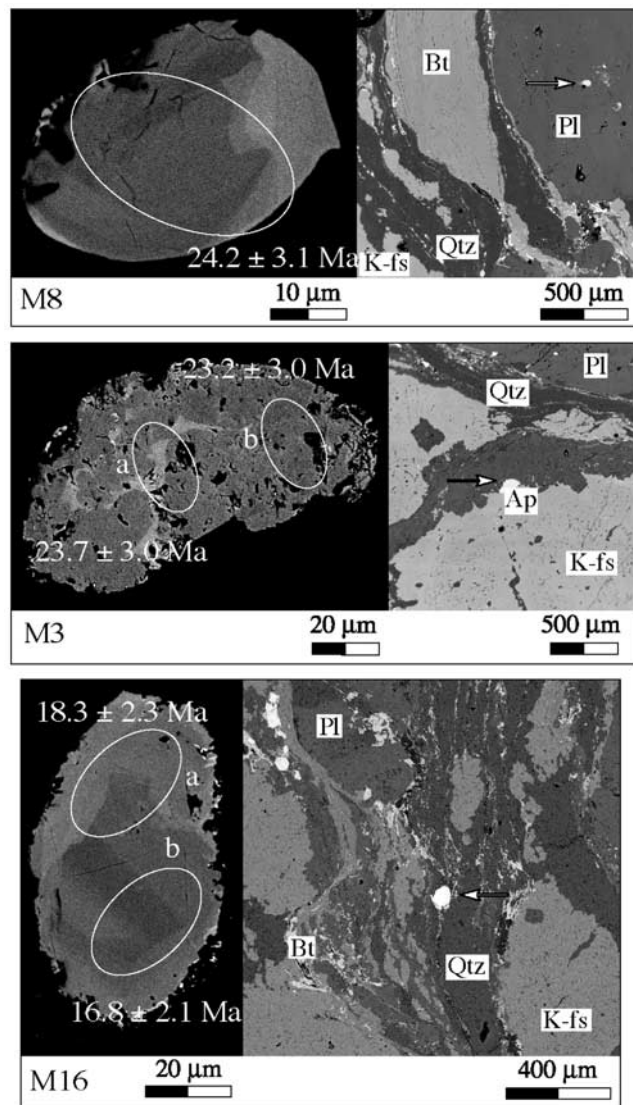 Bt
Pl
24.2 ± 3.1 Ma
K-fs
Qtz
M8
10 µm
500 µm
23.2 ± 3.0 Ma
Pl
Qtz
a
b
Ap
23.7 ± 3.0 Ma
K-fs
M3
20 µm
500 µm
18.3 ± 2.3 Ma
Pl
a
b
Bt
Qtz
K-fs
16.8 ± 2.1 Ma
M16
20 µm
400 µm